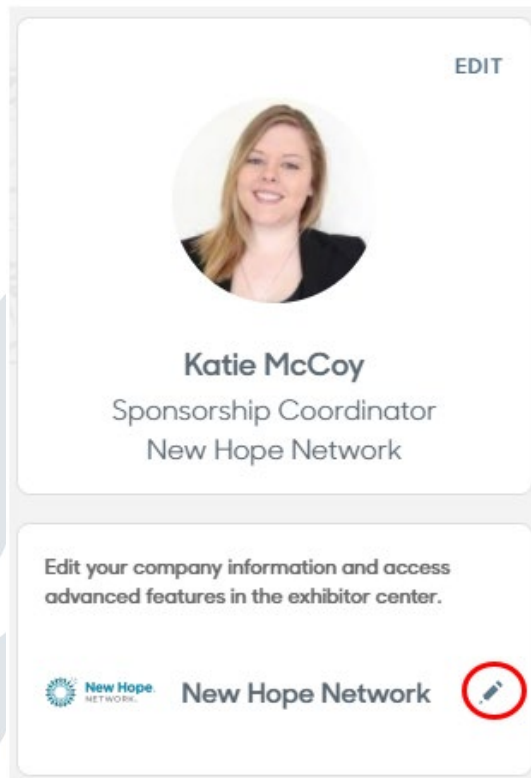 EDIT
Katie McCoy
Sponsorship Coordinator
New Hope Network
Edit your company information and access
advanced features in the exhibitor center.
New Hope.
NETWORK.
New Hope Network